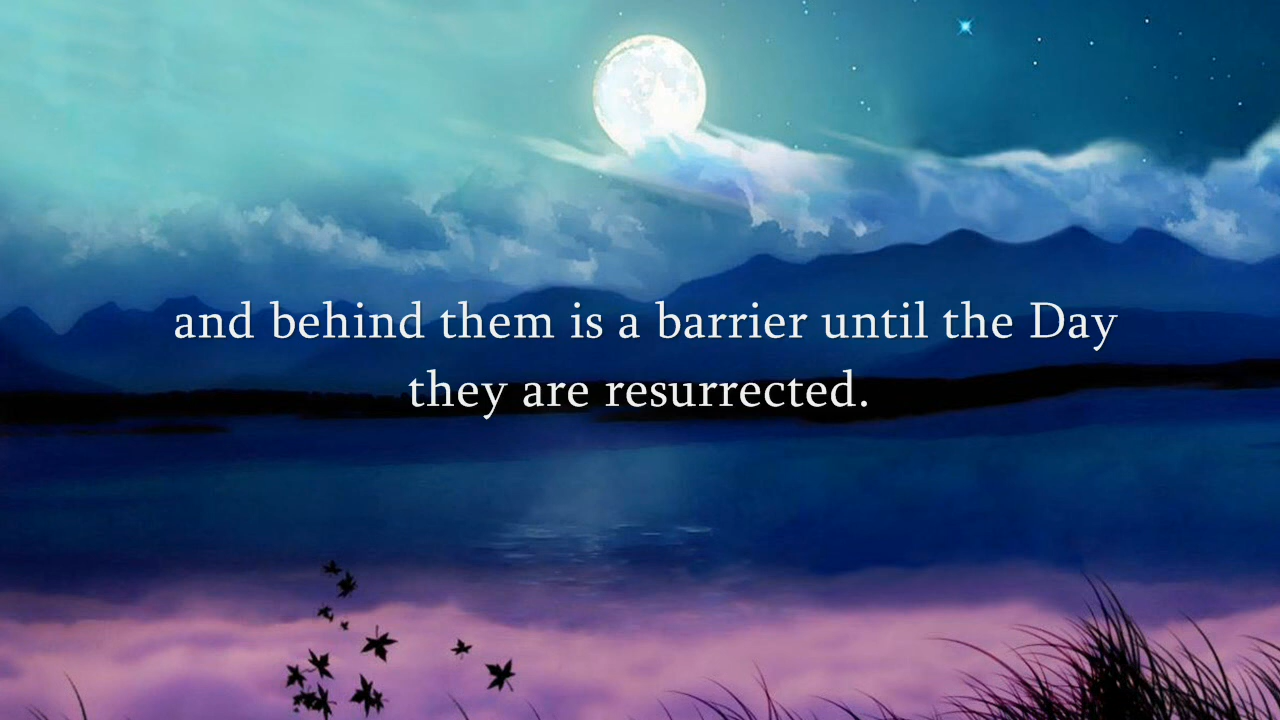 and behind them is a barrier until the Day
they are resurrected.